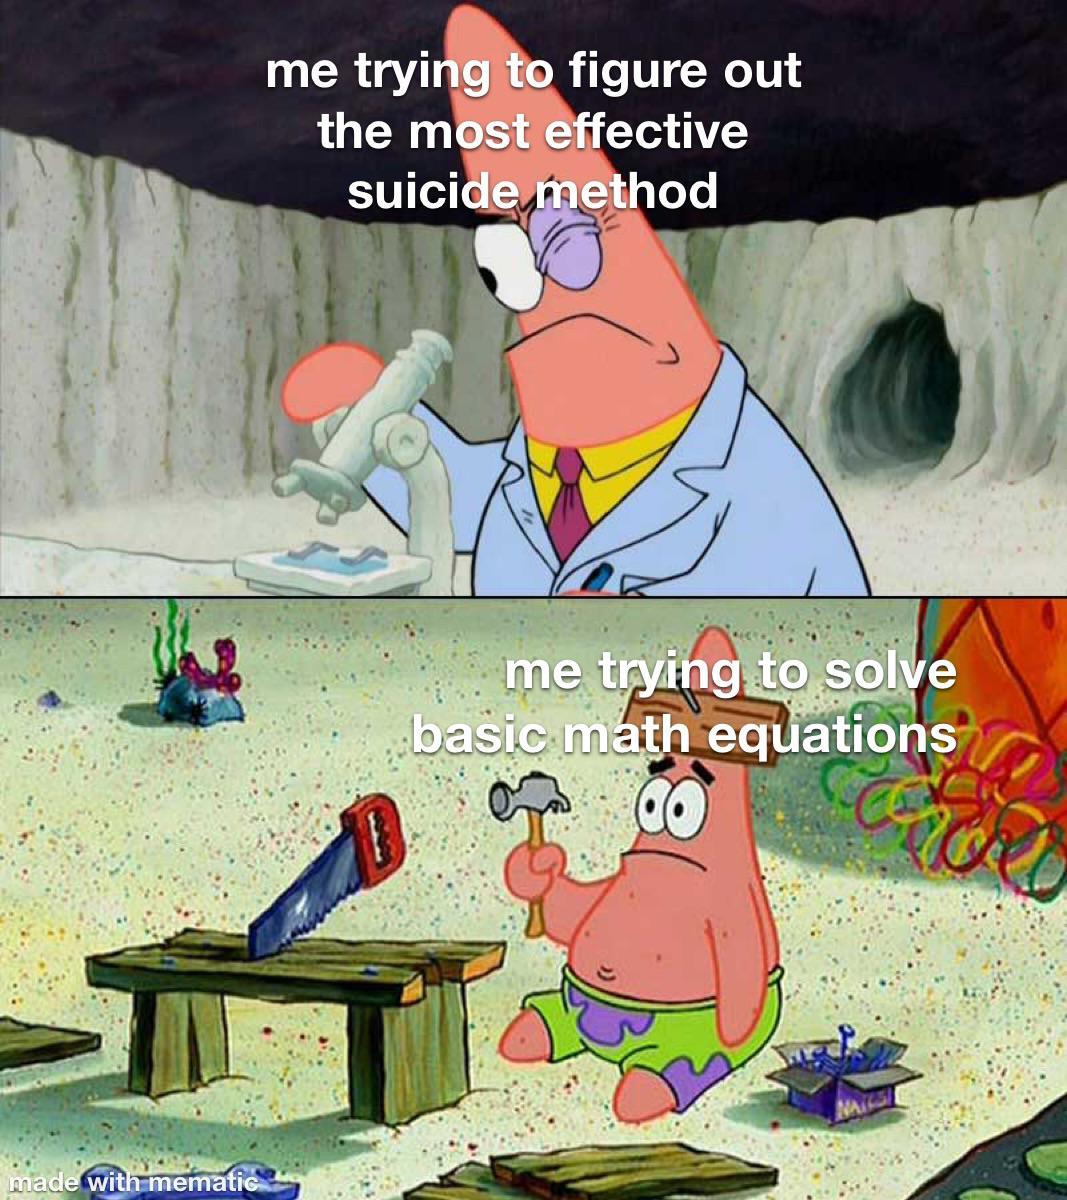 me trying to figure out
the most effective
suicide method
me trying to solve
basic math equations
NAILS
made with mematic